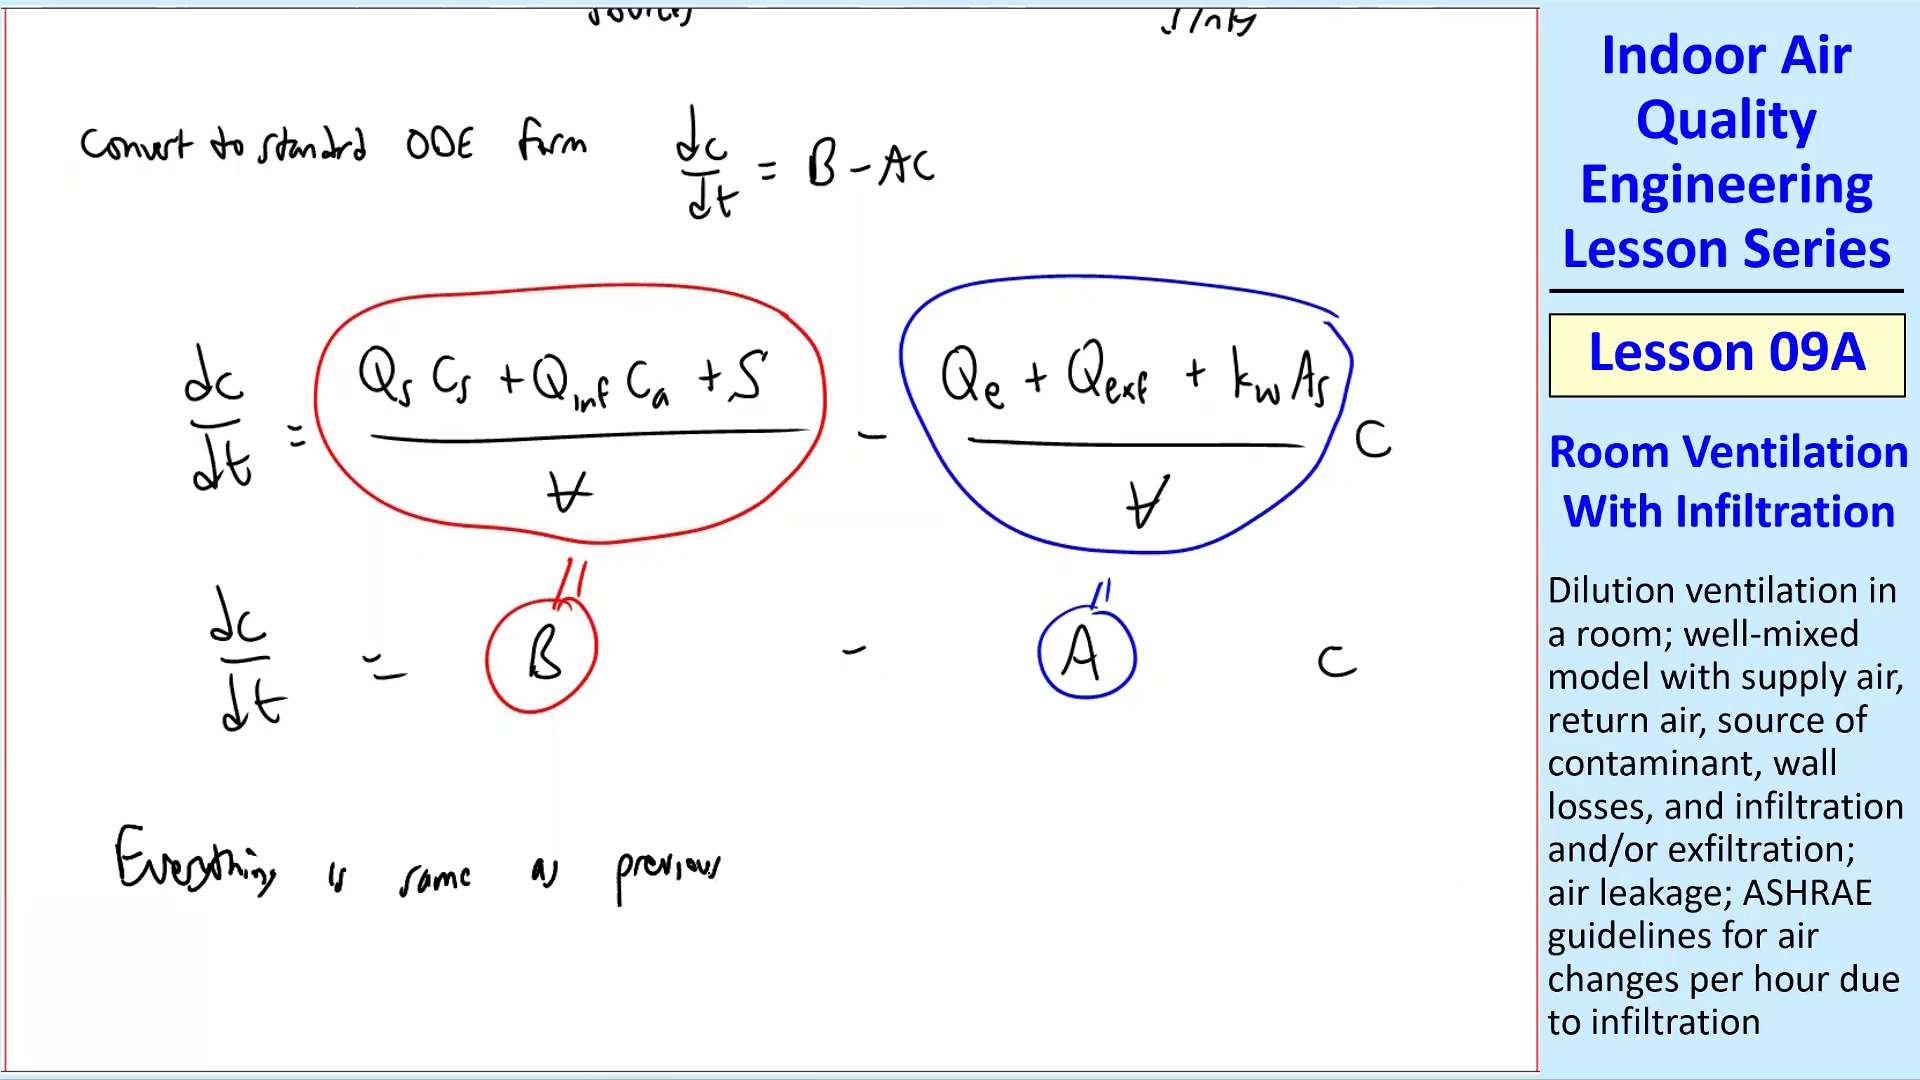 sources sinks
Convert to standard ODE form dc/dt = B - AC
dc/dt = (Qs Cs + Qinf Ca + S)/V - (Qe + Qexf + kw As)/V C
dc/dt = B - A C
Everything is same as previous
Indoor Air
Quality
Engineering
Lesson Series
Lesson 09A
Room Ventilation
With Infiltration
Dilution ventilation in
a room; well-mixed
model with supply air,
return air, source of
contaminant, wall
losses, and infiltration
and/or exfiltration;
air leakage; ASHRAE
guidelines for air
changes per hour due
to infiltration